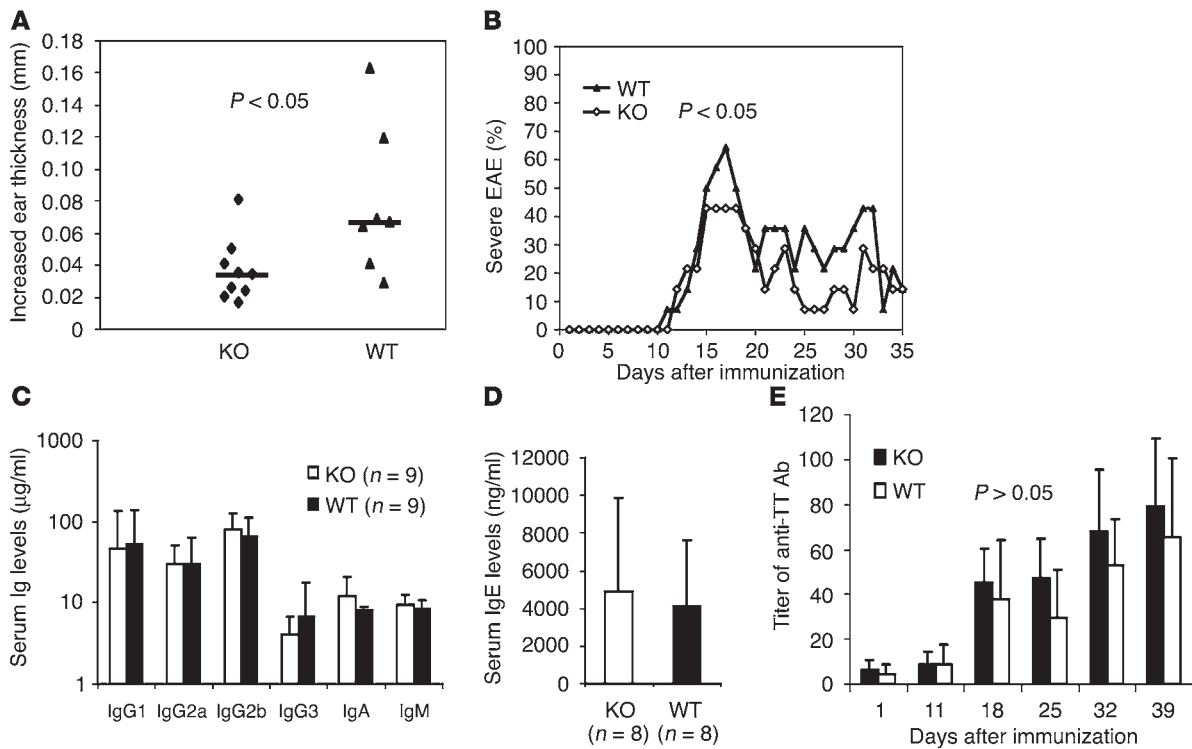 A
Increased ear thickness (mm)
0.18
0.16
0.14
0.12
0.10
0.08
0.06
0.04
0.02
0
P < 0.05
KO
WT
B
Severe EAE (%)
100
90
80
70
60
50
40
30
20
10
0
WT
KO
P < 0.05
0 5 10 15 20 25 30 35
Days after immunization
C
Serum Ig levels (µg/ml)
1000
100
10
1
KO (n = 9)
WT (n = 9)
IgG1 IgG2a IgG2b IgG3 IgA IgM
D
Serum IgE levels (ng/ml)
12000
10000
8000
6000
4000
2000
0
KO WT
(n = 8) (n = 8)
E
Titer of anti-TT Ab
120
100
80
60
40
20
0
KO
WT
P > 0.05
1 11 18 25 32 39
Days after immunization